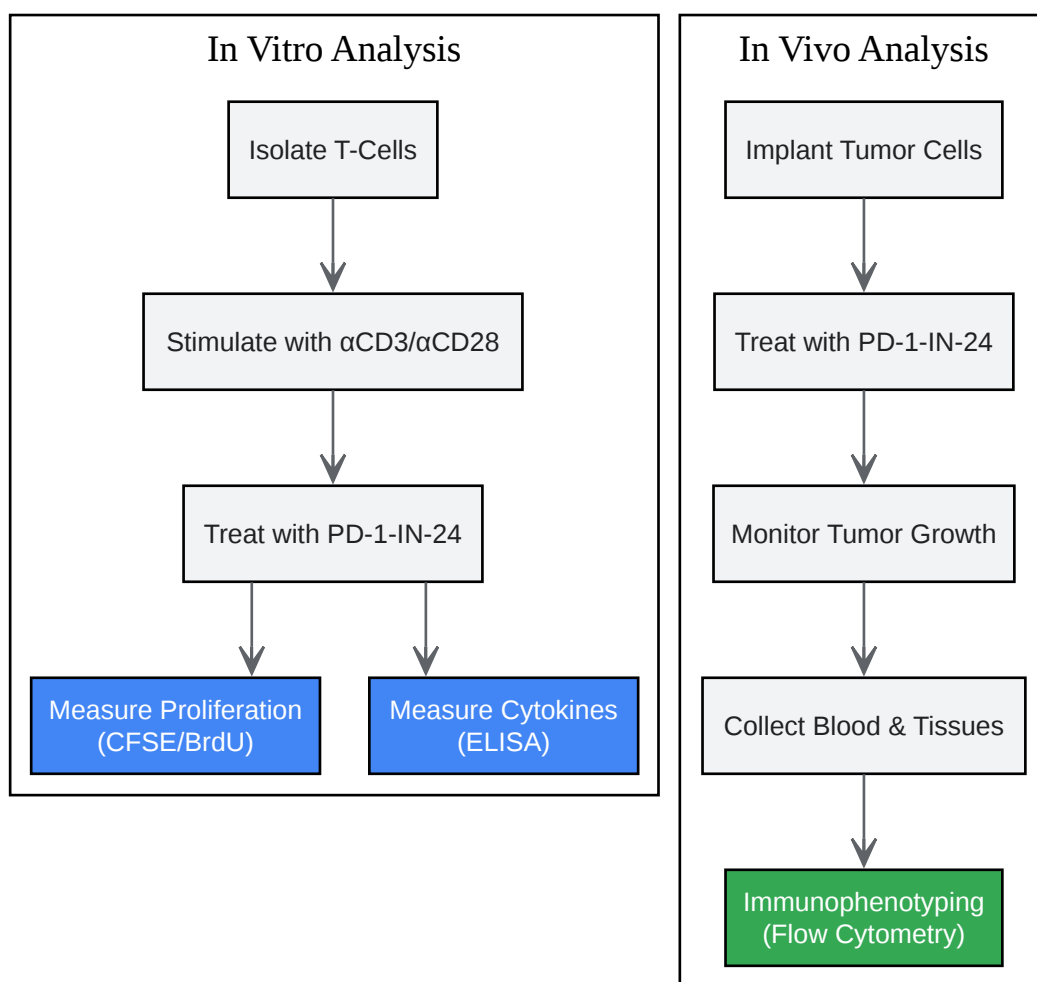 In Vitro Analysis
Isolate T-Cells
Stimulate with αCD3/αCD28
Treat with PD-1-IN-24
Measure Proliferation
(CFSE/BrdU)
Measure Cytokines
(ELISA)
In Vivo Analysis
Implant Tumor Cells
Treat with PD-1-IN-24
Monitor Tumor Growth
Collect Blood & Tissues
Immunophenotyping
(Flow Cytometry)